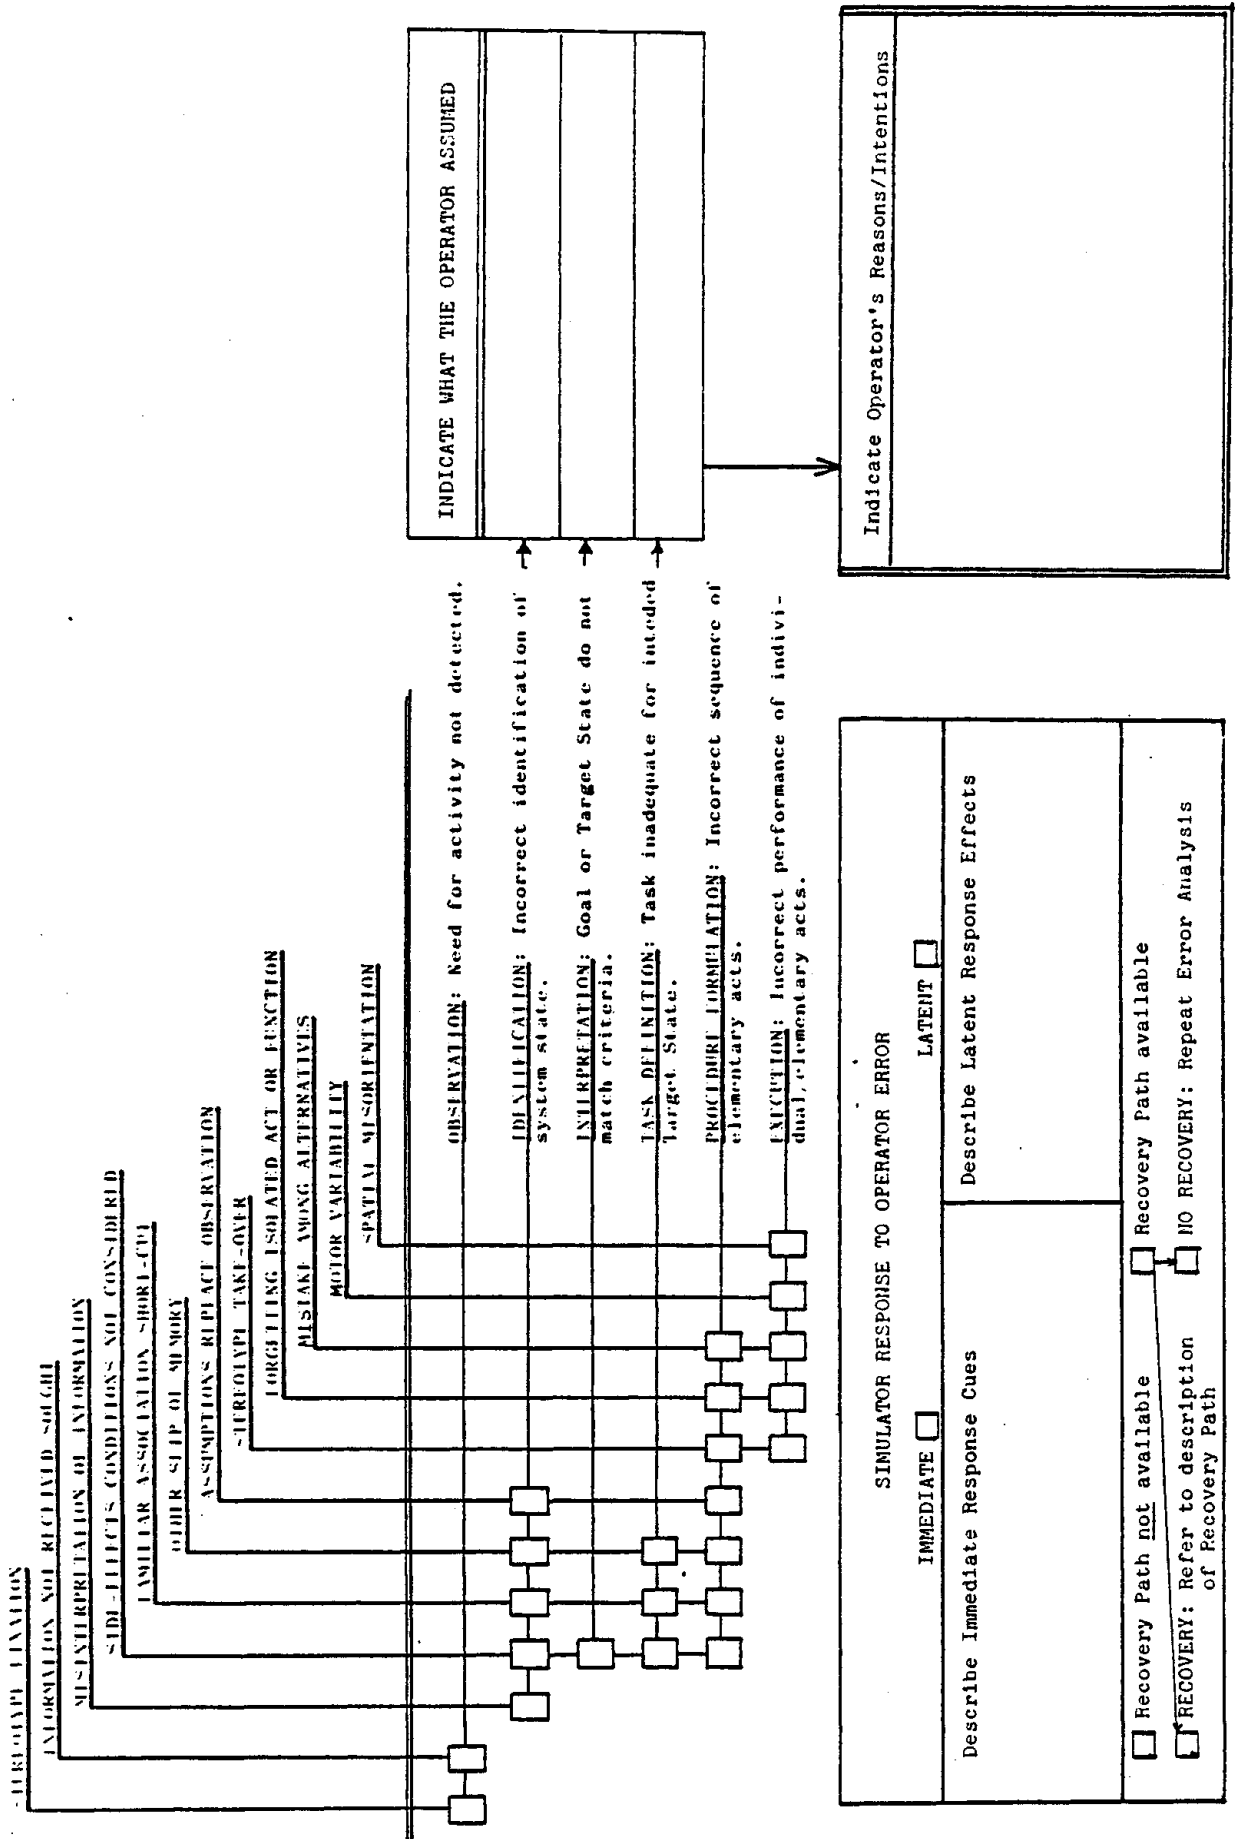 STEREOTYPE FIXATION
INFORMATION NOT RECEIVED SOUGHT
MISINTERPRETATION OF INFORMATION
SIDE-EFFECTS CONDITIONS NOT CONSIDERED
FAMILIAR ASSOCIATION SHORT-CUT
OTHER SLIP OF MEMORY
ASSUMPTIONS REPLACE OBSERVATION
STEREOTYPE TAKE-OVER
FORGETTING ISOLATED ACT OR FUNCTION
MISTAKE AMONG ALTERNATIVES
MOTOR VARIABILITY
SPATIAL MISORIENTATION
OBSERVATION: Need for activity not detected.
IDENTIFICATION: Incorrect identification of
system state.
INTERPRETATION: Goal or Target State do not
match criteria.
TASK DEFINITION: Task inadequate for inteded
Target State.
PROCEDURE FORMULATION: Incorrect sequence of
elementary acts.
EXECUTION: Incorrect performance of indivi-
dual, elementary acts.
INDICATE WHAT THE OPERATOR ASSUMED
Indicate Operator's Reasons/Intentions
SIMULATOR RESPONSE TO OPERATOR ERROR
IMMEDIATE LATENT
Describe Immediate Response Cues
Describe Latent Response Effects
Recovery Path not available
Recovery Path available
RECOVERY: Refer to description
of Recovery Path
NO RECOVERY: Repeat Error Analysis